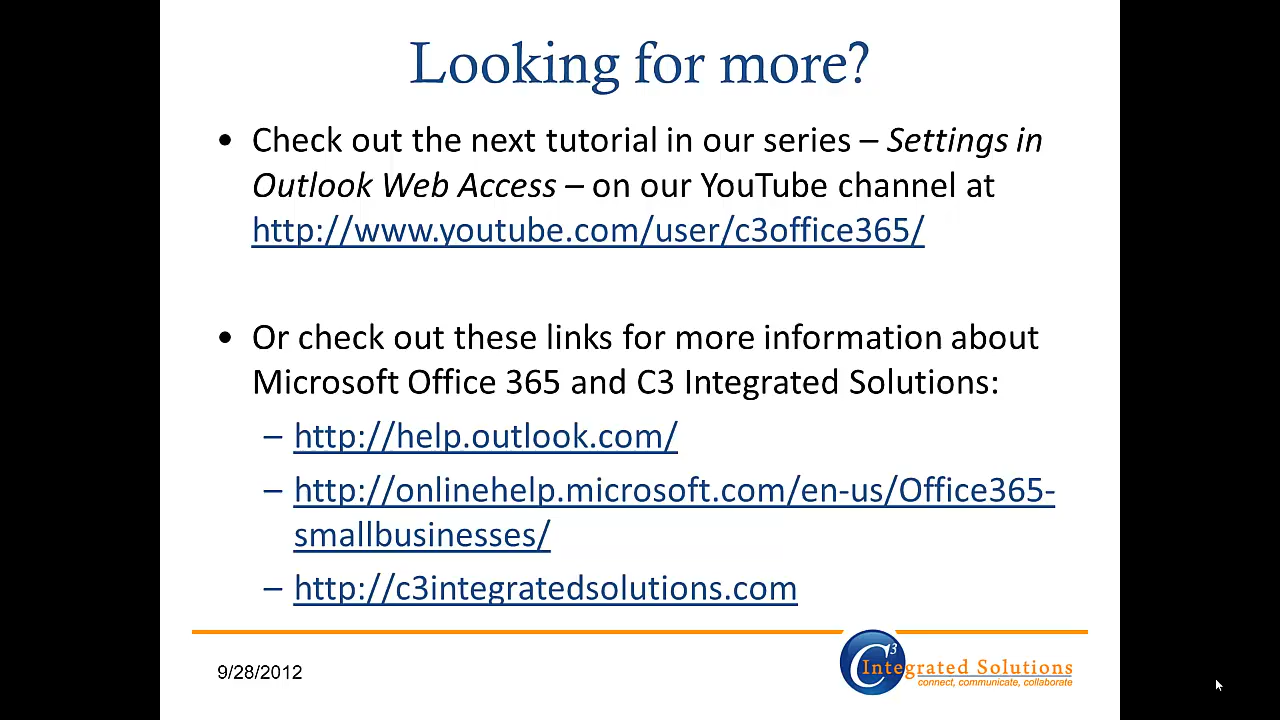 Looking for more?
• Check out the next tutorial in our series – Settings in
Outlook Web Access – on our YouTube channel at
http://www.youtube.com/user/c3office365/
• Or check out these links for more information about
Microsoft Office 365 and C3 Integrated Solutions:
– http://help.outlook.com/
– http://onlinehelp.microsoft.com/en-us/Office365-
smallbusinesses/
– http://c3integratedsolutions.com
9/28/2012
C3 Integrated Solutions
connect, communicate, collaborate